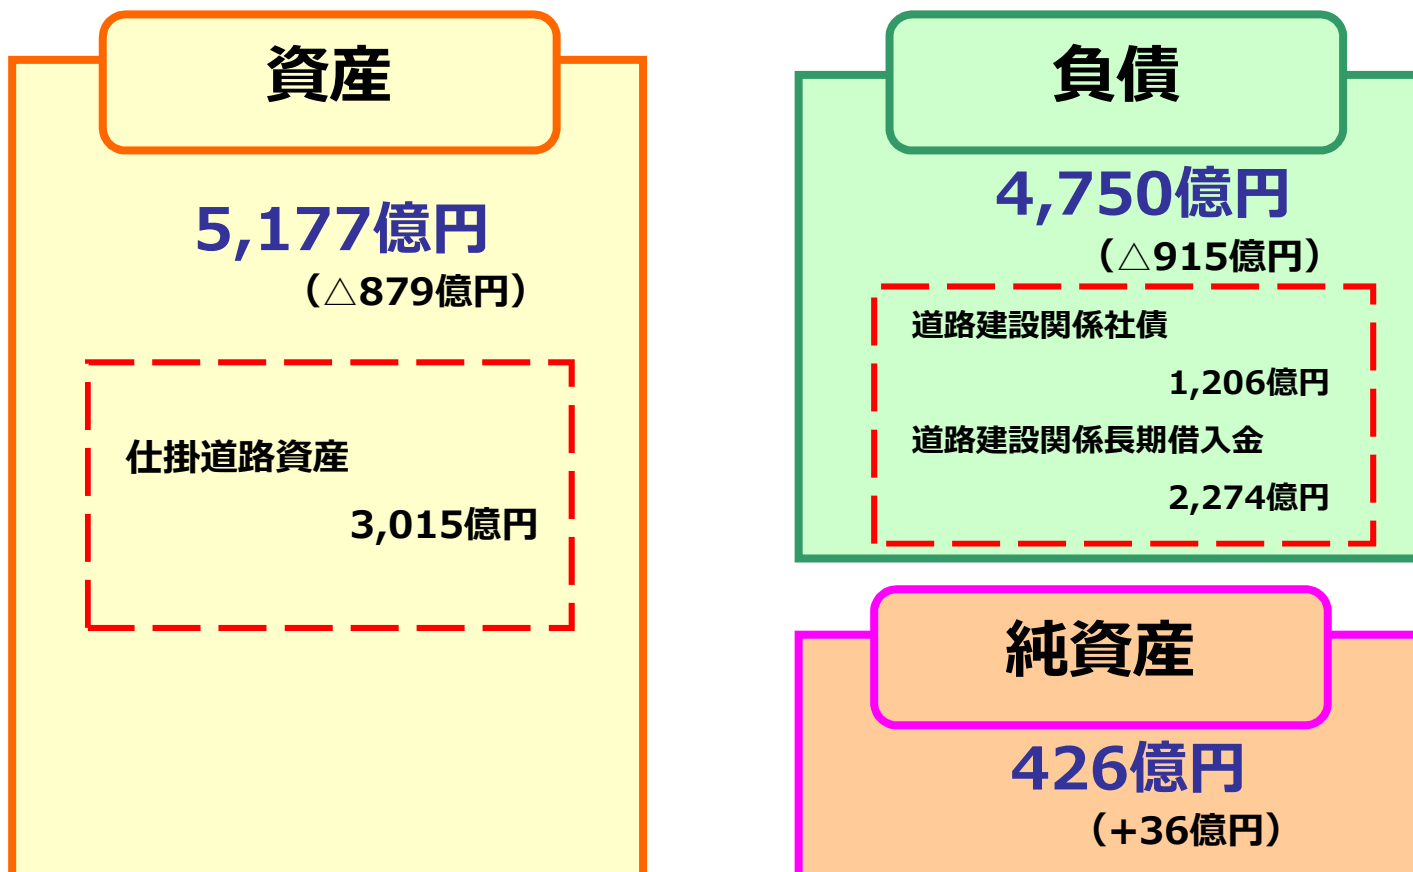 資産
5,177億円
（△879億円）
仕掛道路資産
3,015億円
負債
4,750億円
（△915億円）
道路建設関係社債
1,206億円
道路建設関係長期借入金
2,274億円
純資産
426億円
（+36億円）